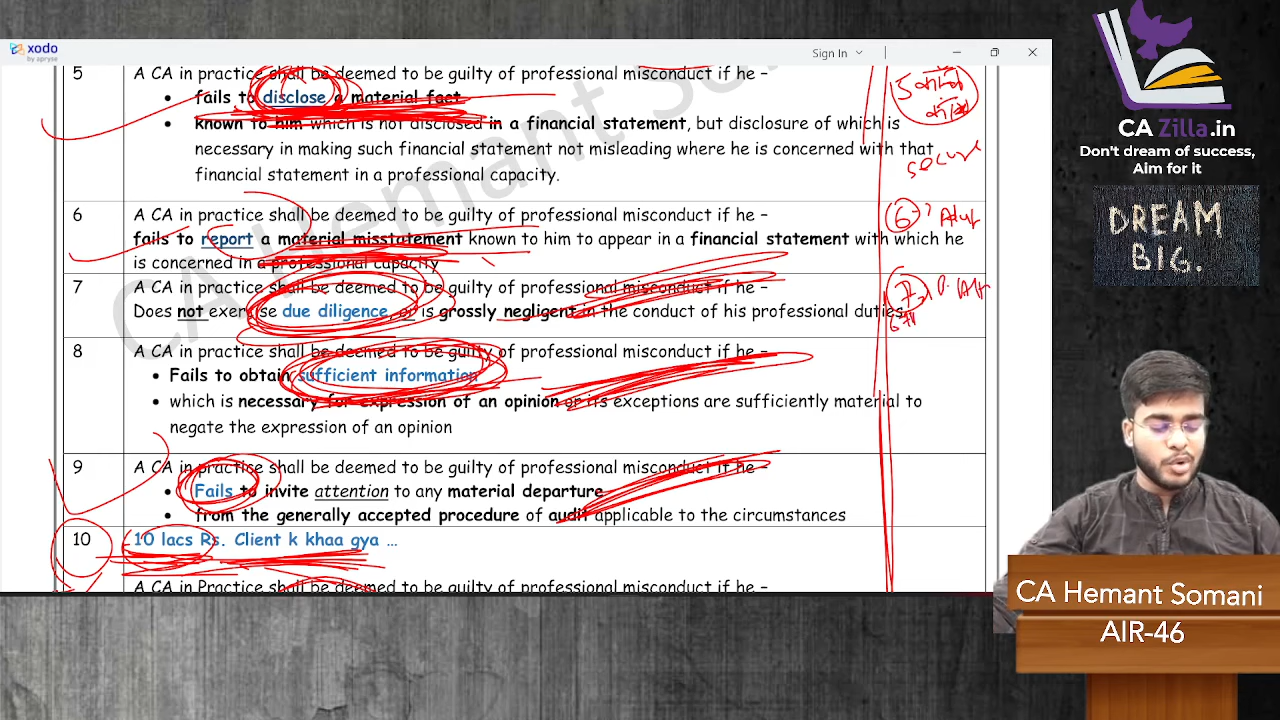 xodo
by apryse
Sign In
5
A CA in practice shall be deemed to be guilty of professional misconduct if he –
• fails to disclose a material fact
• known to him which is not disclosed in a financial statement, but disclosure of which is
necessary in making such financial statement not misleading where he is concerned with that
financial statement in a professional capacity.
6
A CA in practice shall be deemed to be guilty of professional misconduct if he –
fails to report a material misstatement known to him to appear in a financial statement with which he
is concerned in a professional capacity
7
A CA in practice shall be deemed to be guilty of professional misconduct if he –
Does not exercise due diligence, or is grossly negligent in the conduct of his professional duties.
8
A CA in practice shall be deemed to be guilty of professional misconduct if he –
• Fails to obtain sufficient information
• which is necessary for expression of an opinion or its exceptions are sufficiently material to
negate the expression of an opinion
9
A CA in practice shall be deemed to be guilty of professional misconduct if he –
• Fails to invite attention to any material departure
• from the generally accepted procedure of audit applicable to the circumstances
10
10 lacs Rs. Client k khaa gya ...
A CA in Practice shall be deemed to be guilty of professional misconduct if he –
CA Hemant So
secure
6
7
CA Zilla.in
Don't dream of success,
Aim for it
DREAM
BIG.
CA Hemant Somani
AIR-46